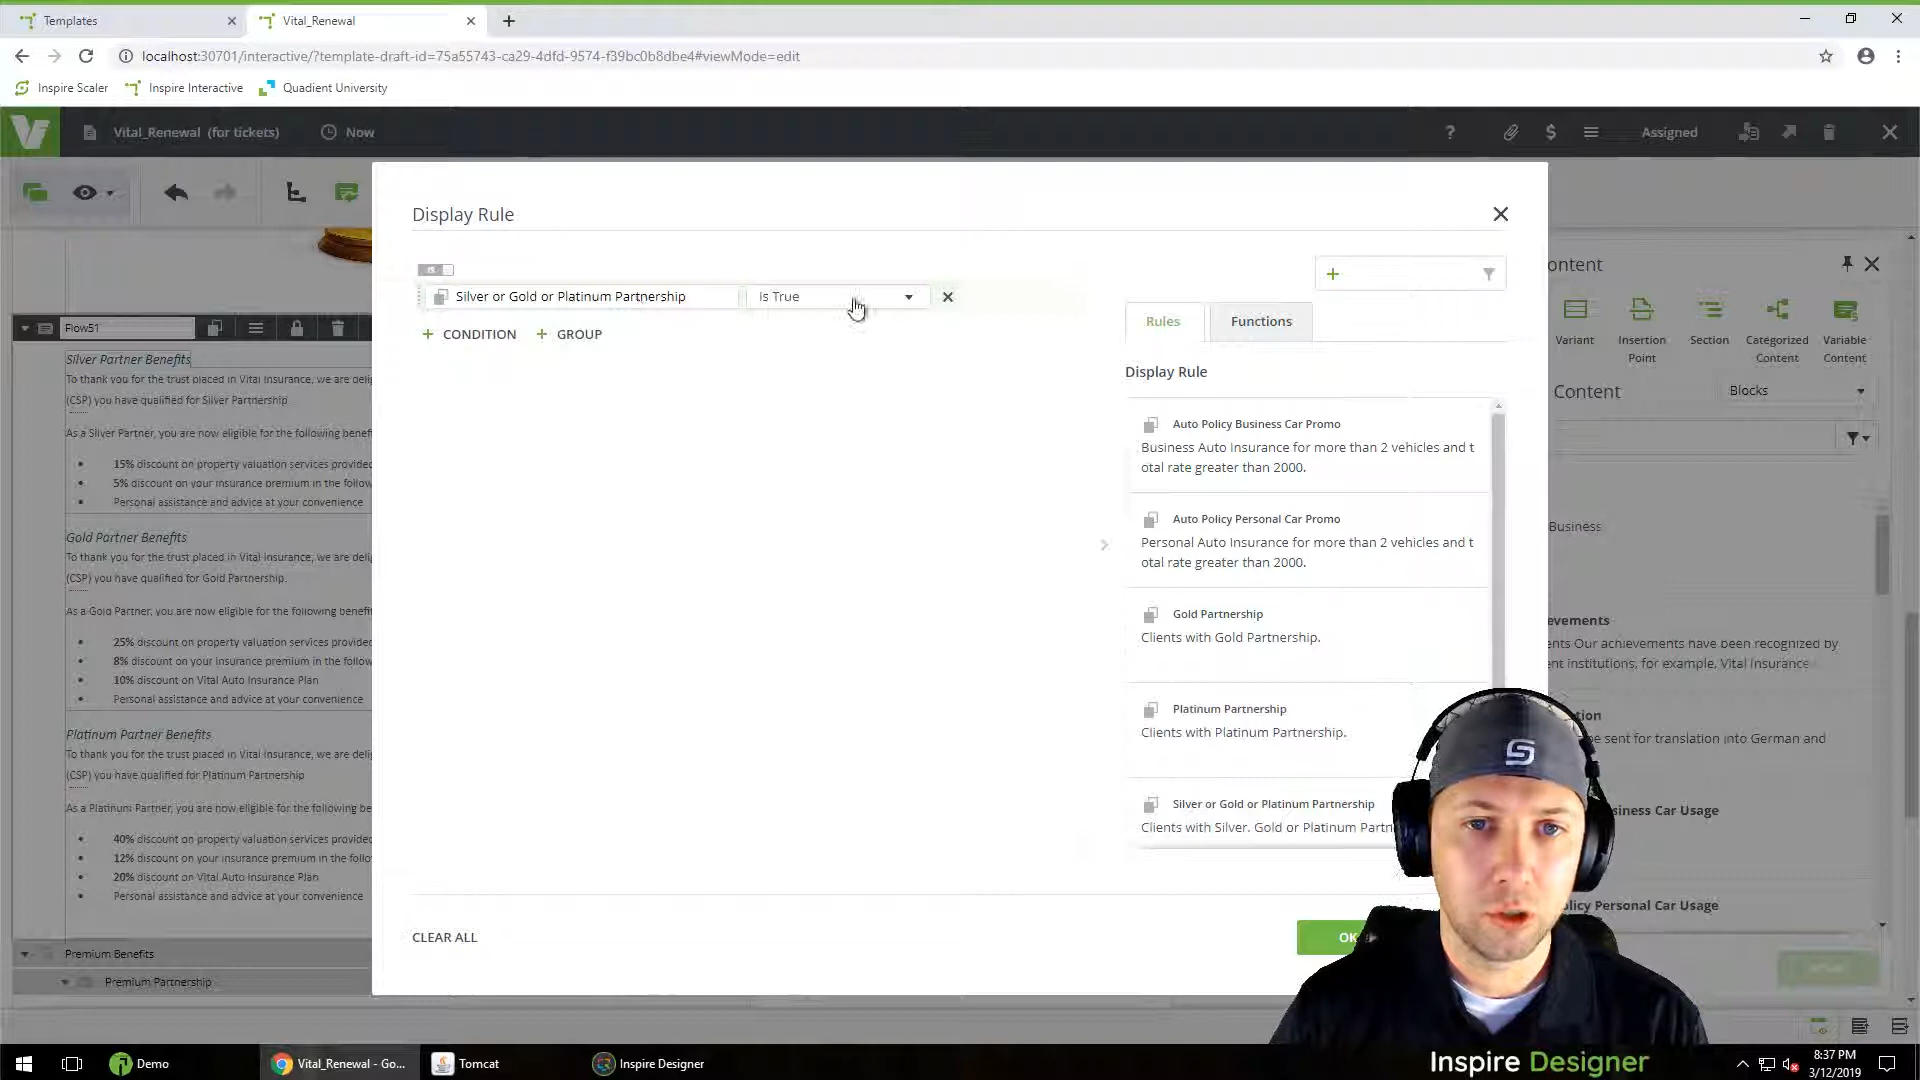 Templates
Vital_Renewal
localhost:30701/interactive/?template-draft-id=75a55743-ca29-4dfd-9574-f39bc0b8dbe4#viewMode=edit
Inspire Scaler
Inspire Interactive
Quadient University
Vital_Renewal (for tickets)
Now
?
$
Assigned
Display Rule
Silver or Gold or Platinum Partnership
Is True
+ CONDITION
+ GROUP
+
Rules
Functions
Display Rule
Auto Policy Business Car Promo
Business Auto Insurance for more than 2 vehicles and t
otal rate greater than 2000.
Auto Policy Personal Car Promo
Personal Auto Insurance for more than 2 vehicles and t
otal rate greater than 2000.
Gold Partnership
Clients with Gold Partnership.
Platinum Partnership
Clients with Platinum Partnership.
Silver or Gold or Platinum Partnership
Clients with Silver, Gold or Platinum Partn
CLEAR ALL
OK
Flow51
Silver Partner Benefits
To thank you for the trust placed in Vital Insurance, we are deli
(CSP) you have qualified for Silver Partnership
As a Silver Partner, you are now eligible for the following benef
15% discount on property valuation services provided
5% discount on your insurance premium in the follow
Personal assistance and advice at your convenience
Gold Partner Benefits
To thank you for the trust placed in Vital Insurance, we are deli
(CSP) you have qualified for Gold Partnership.
As a Gold Partner, you are now eligible for the following benefit
25% discount on property valuation services provided
8% discount on your insurance premium in the follow
10% discount on Vital Auto Insurance Plan
Personal assistance and advice at your convenience
Platinum Partner Benefits
To thank you for the trust placed in Vital Insurance, we are deli
(CSP) you have qualified for Platinum Partnership
As a Platinum Partner, you are now eligible for the following be
40% discount on property valuation services provided
12% discount on your insurance premium in the follo
20% discount on Vital Auto Insurance Plan
Personal assistance and advice at your convenience
Premium Benefits
Premium Partnership
ontent
Variant
Insertion
Point
Section
Categorized
Content
Variable
Content
Content
Blocks
Business
evements
ents Our achievements have been recognized by
ent institutions, for example, Vital Insurance
tion
be sent for translation into German and
siness Car Usage
olicy Personal Car Usage
Demo
Vital_Renewal - Go...
Tomcat
Inspire Designer
Inspire Designer
8:37 PM
3/12/2019